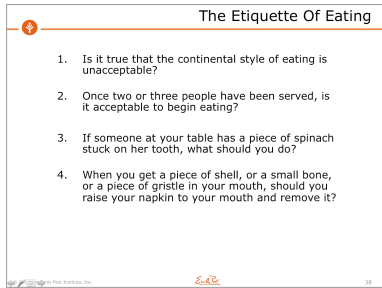 The Etiquette Of Eating
1. Is it true that the continental style of eating is
unacceptable?
2. Once two or three people have been served, is
it acceptable to begin eating?
3. If someone at your table has a piece of spinach
stuck on her tooth, what should you do?
4. When you get a piece of shell, or a small bone,
or a piece of gristle in your mouth, should you
raise your napkin to your mouth and remove it?
Post Institute, Inc.
Emily Post
38